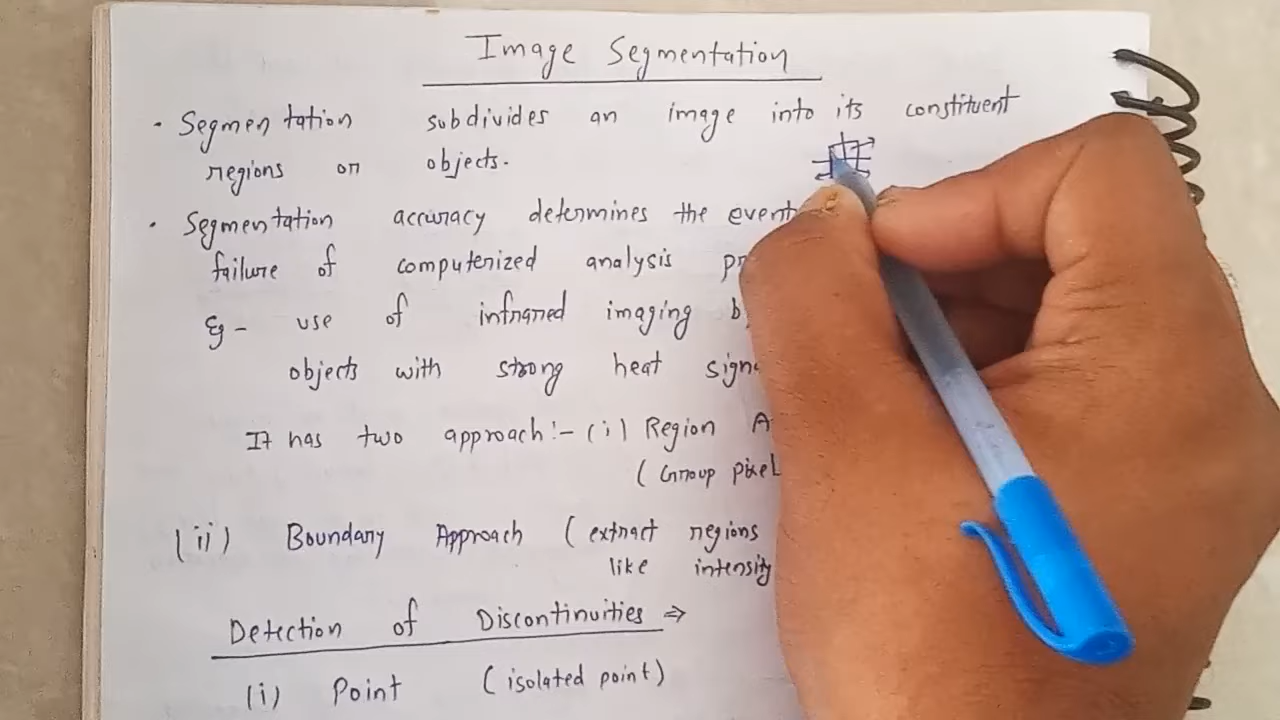 Image Segmentation
· Segmentation subdivides an image into its constituent
regions or objects.
· Segmentation accuracy determines the
failure of computerized analysis
Eg - use of infrared imaging
objects with strong heat
It has two approach:- (i) Region
(Group
(ii) Boundary Approach (extract regions
like intensity
Detection of Discontinuities ⇒
(i) Point (isolated point)